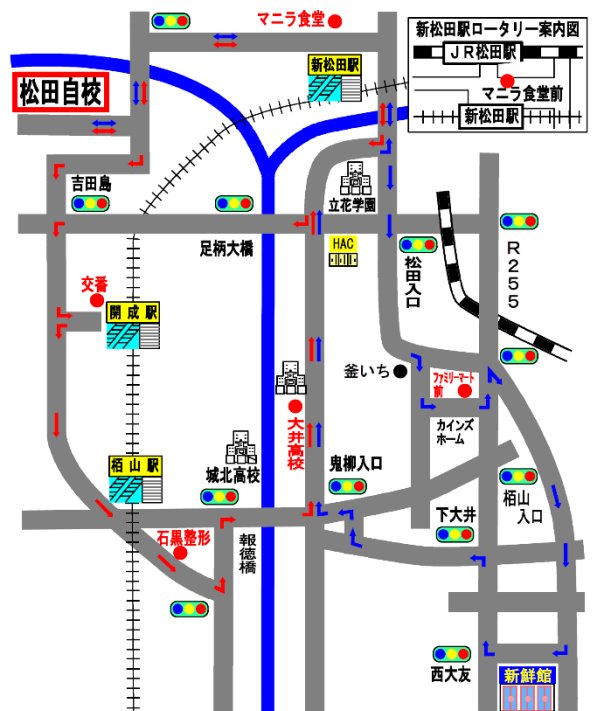 マニラ食堂
新松田駅ロータリー案内図
JR松田駅
マニラ食堂前
新松田駅
新松田駅
松田自校
吉田島
立花学園
足柄大橋
HAC
松田入口
R255
交番
開成駅
釜いち
ファミリーマート
前
大井高校
カインズ
ホーム
栢山駅
城北高校
鬼柳入口
栢山
入口
下大井
石黒整形
報徳橋
西大友
新鮮館